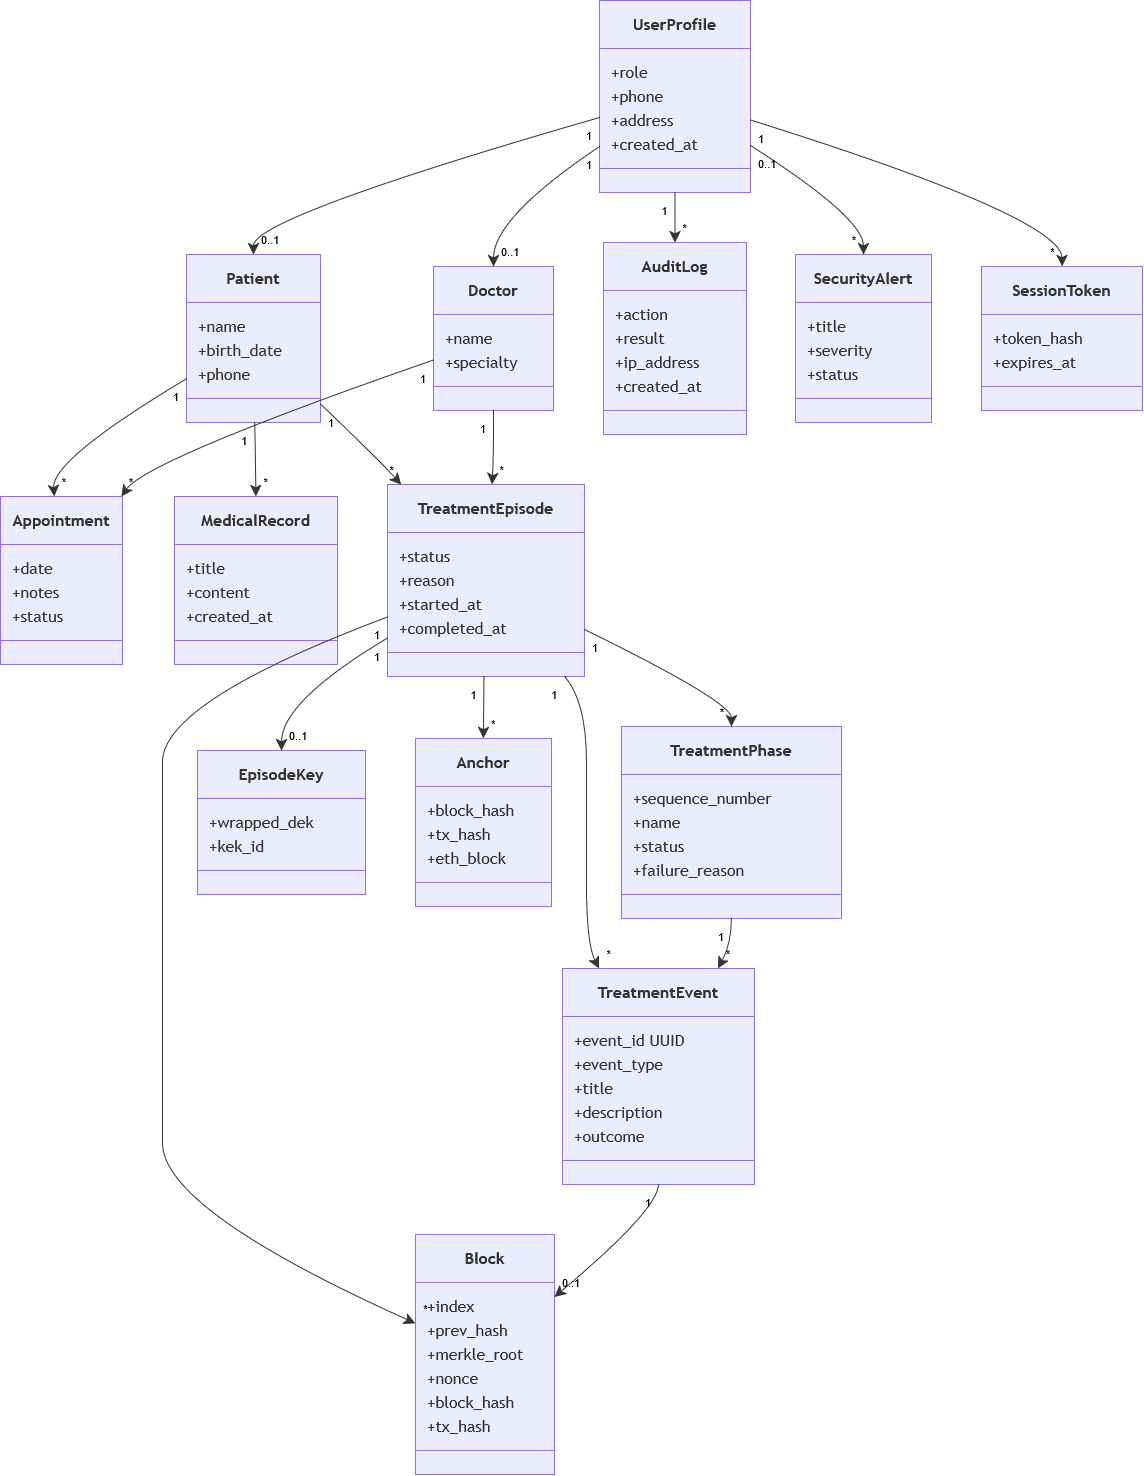 UserProfile
+role
+phone
+address
+created_at
1
1
1
1
0..1
0..1
0..1
*
*
*
Patient
+name
+birth_date
+phone
Doctor
+name
+specialty
AuditLog
+action
+result
+ip_address
+created_at
SecurityAlert
+title
+severity
+status
SessionToken
+token_hash
+expires_at
1
1
1
1
1
*
*
*
*
*
Appointment
+date
+notes
+status
MedicalRecord
+title
+content
+created_at
TreatmentEpisode
+status
+reason
+started_at
+completed_at
1
1
1
1
1
0..1
*
*
EpisodeKey
+wrapped_dek
+kek_id
Anchor
+block_hash
+tx_hash
+eth_block
TreatmentPhase
+sequence_number
+name
+status
+failure_reason
1
*
*
TreatmentEvent
+event_id UUID
+event_type
+title
+description
+outcome
1
0..1
Block
*
+index
+prev_hash
+merkle_root
+nonce
+block_hash
+tx_hash